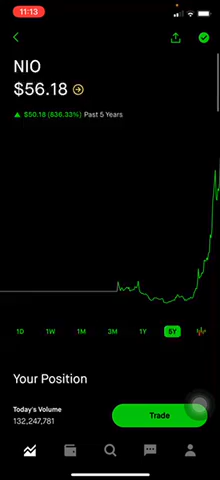 11:13
NIO
$56.18
$50.18 (836.33%) Past 5 Years
1D 1W 1M 3M 1Y 5Y
Your Position
Today's Volume
132,247,781
Trade